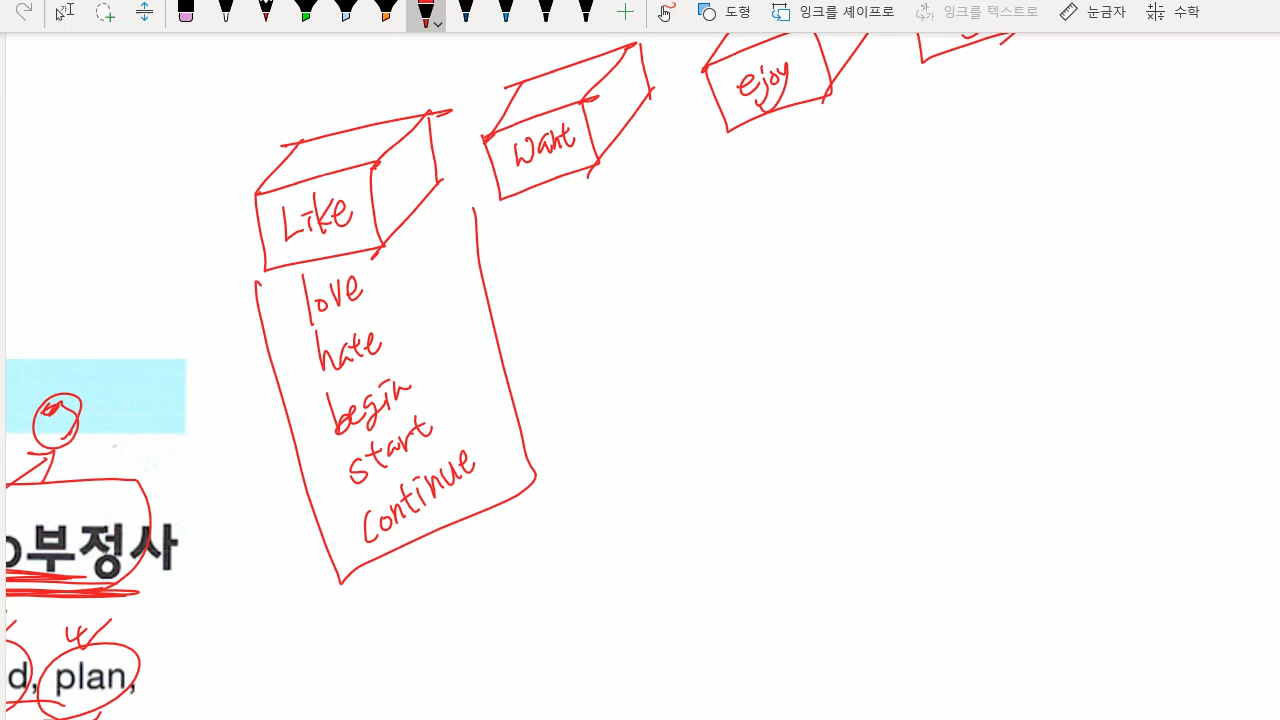 도형 잉크를 셰이프로 잉크를 텍스트로 눈금자 수학
ejoy
Want
Like
love
hate
begin
start
continue
부정사
d, plan,